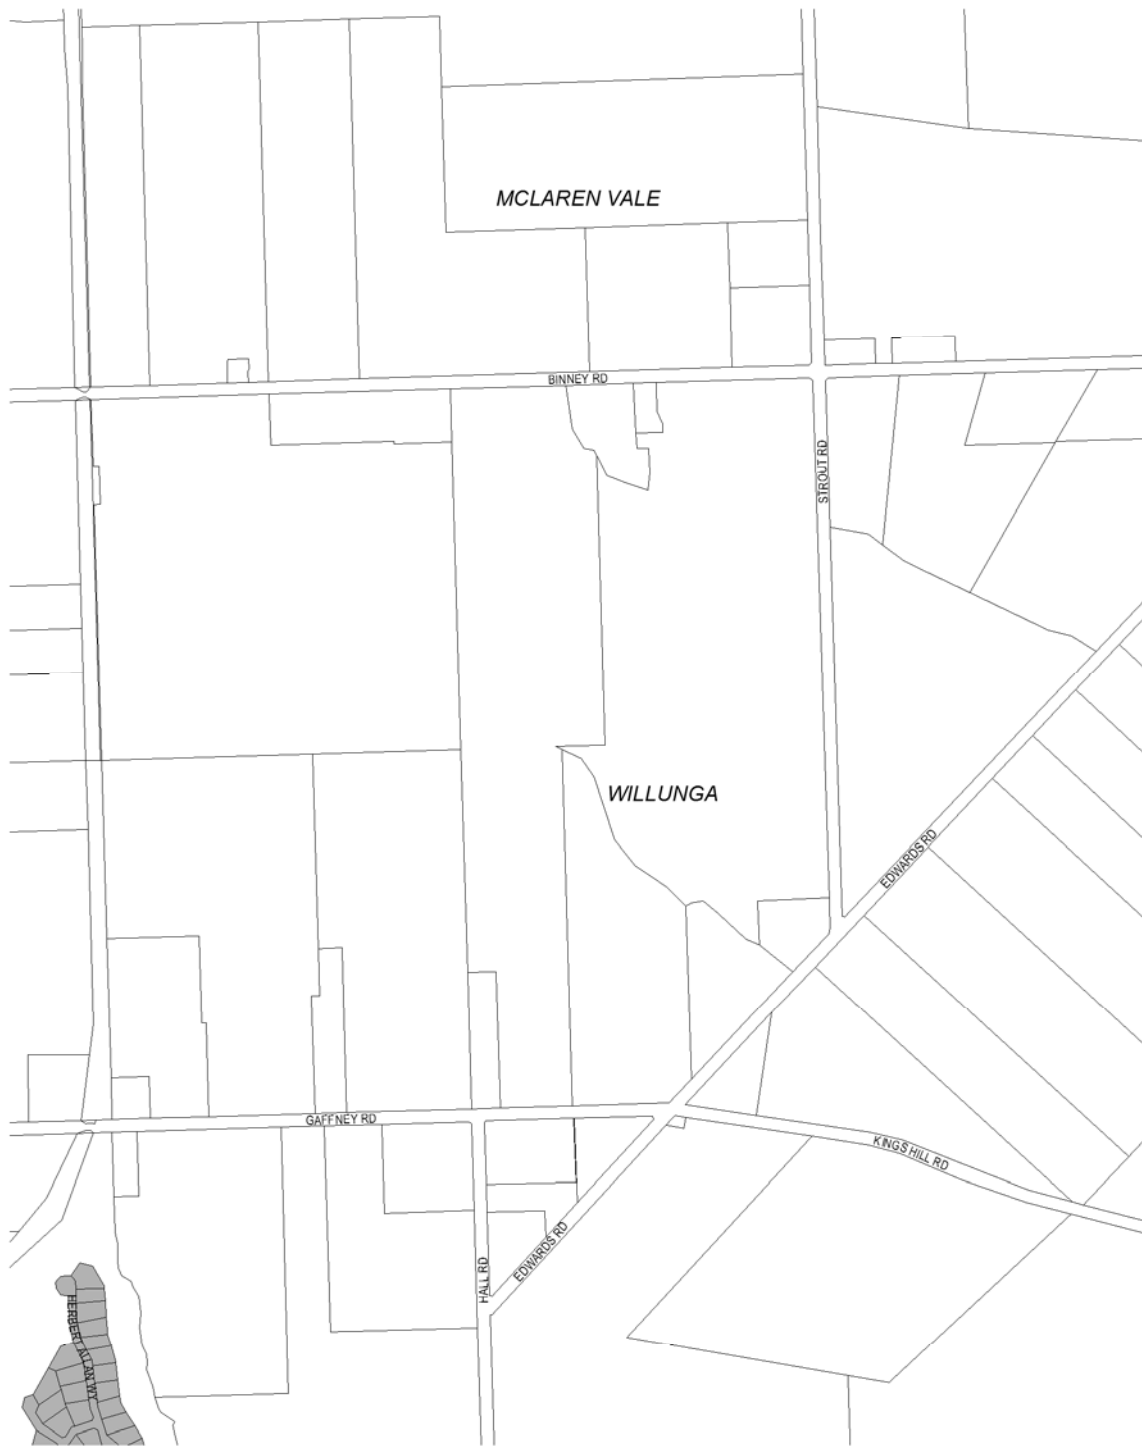 MCLAREN VALE
BINNEY RD
STROUT RD
WILLUNGA
EDWARDS RD
GAFFNEY RD
KINGS HILL RD
EDWARDS RD
HALL RD
HERBERT ALLAN WY